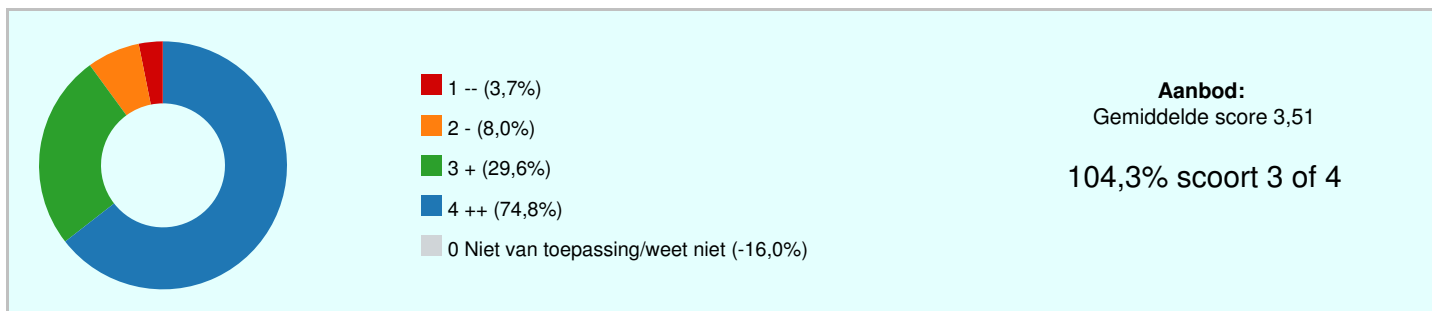 1 -- (3,7%)
2 - (8,0%)
3 + (29,6%)
4 ++ (74,8%)
0 Niet van toepassing/weet niet (-16,0%)
Aanbod:
Gemiddelde score 3,51
104,3% scoort 3 of 4